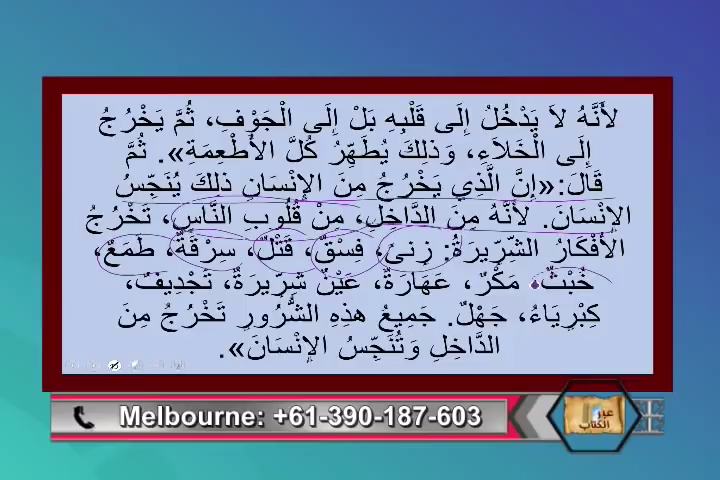 لأَنَّهُ لاَ يَدْخُلُ إِلَى قَلْبِهِ بَلْ إِلَى الْجَوْفِ، ثُمَّ يَخْرُجُ
إِلَى الْخَلاَءِ، وَذلِكَ يُطَهِّرُ كُلَّ الأَطْعِمَةِ». ثُمَّ
قَالَ:«إِنَّ الَّذِي يَخْرُجُ مِنَ الإِنْسَانِ ذلِكَ يُنَجِّسُ
الإِنْسَانَ. لأَنَّهُ مِنَ الدَّاخِلِ، مِنْ قُلُوبِ النَّاسِ، تَخْرُجُ
الأَفْكَارُ الشِّرِّيرَةُ: زِنىً، فِسْقٌ، قَتْلٌ، سِرْقَةٌ، طَمَعٌ،
خُبْثٌ، مَكْرٌ، عَهَارَةٌ، عَيْنٌ شِرِيرَةٌ، تَجْدِيفٌ،
كِبْرِيَاءُ، جَهْلٌ. جَمِيعُ هذِهِ الشُّرُورِ تَخْرُجُ مِنَ
الدَّاخِلِ وَتُنَجِّسُ الإِنْسَانَ».
Melbourne: +61-390-187-603
عبر
الكتاب